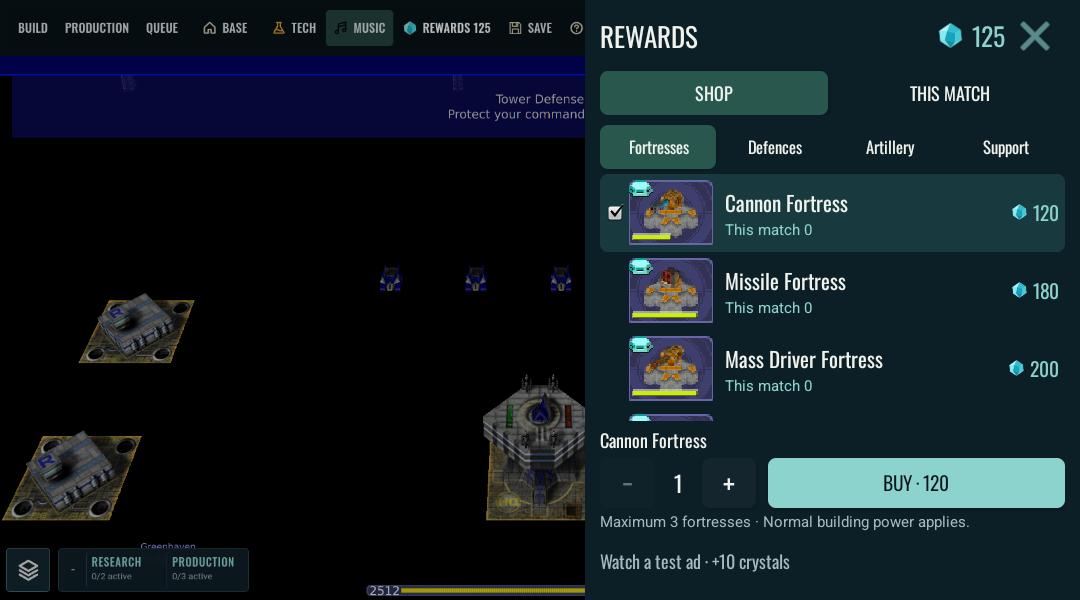 BUILD PRODUCTION QUEUE BASE TECH MUSIC REWARDS 125 SAVE
Tower Defense
Protect your command
Greenhaven
- RESEARCH PRODUCTION
0/2 active 0/3 active
2512
REWARDS 125
SHOP THIS MATCH
Fortresses Defences Artillery Support
Cannon Fortress 120
This match 0
Missile Fortress 180
This match 0
Mass Driver Fortress 200
This match 0
Cannon Fortress
- 1 + BUY · 120
Maximum 3 fortresses · Normal building power applies.
Watch a test ad · +10 crystals